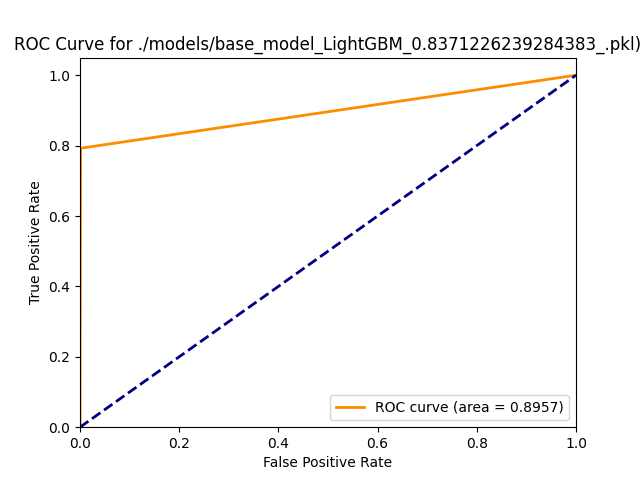 ROC Curve for ./models/base_model_LightGBM_0.8371226239284383_.pkl)
1.0
0.8
0.6
0.4
0.2
0.0
True Positive Rate
ROC curve (area = 0.8957)
0.0 0.2 0.4 0.6 0.8 1.0
False Positive Rate